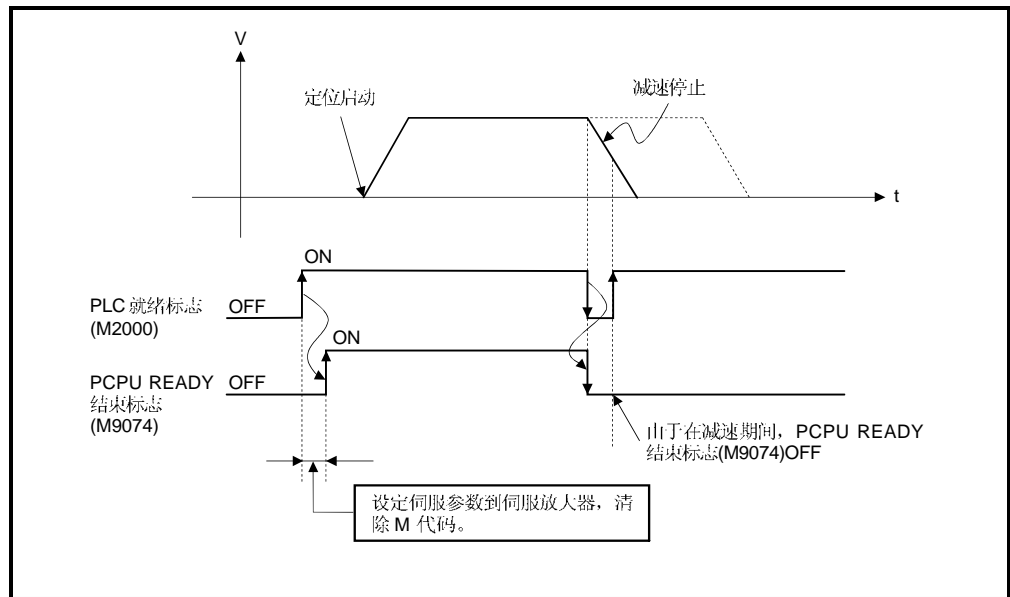 V
定位启动
减速停止
t
ON
PLC 就绪标志
(M2000)
OFF
ON
PCPU READY
结束标志
(M9074)
OFF
由于在减速期间，PCPU READY
结束标志(M9074)OFF
设定伺服参数到伺服放大器，清
除 M 代码。